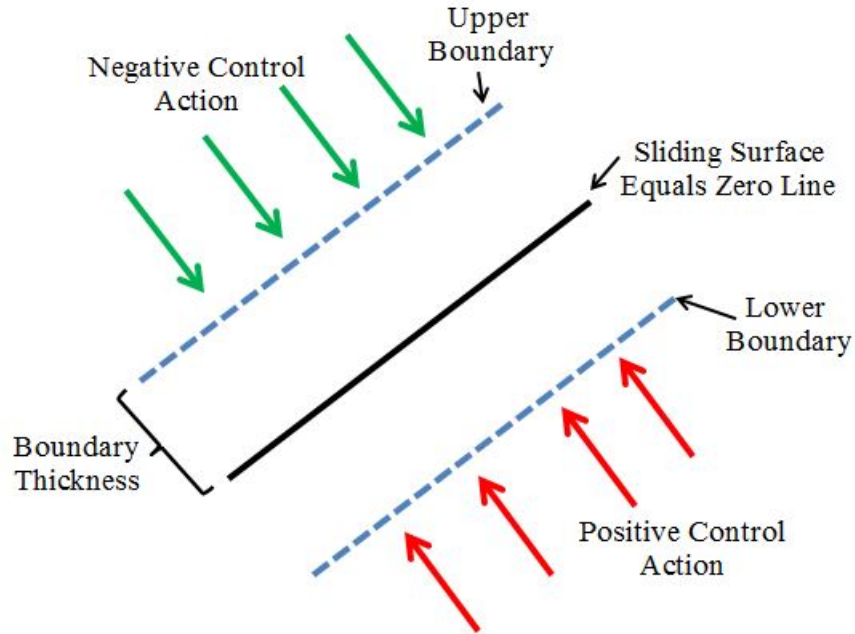 Upper
Boundary
Negative Control
Action
Sliding Surface
Equals Zero Line
Lower
Boundary
Boundary
Thickness
Positive Control
Action